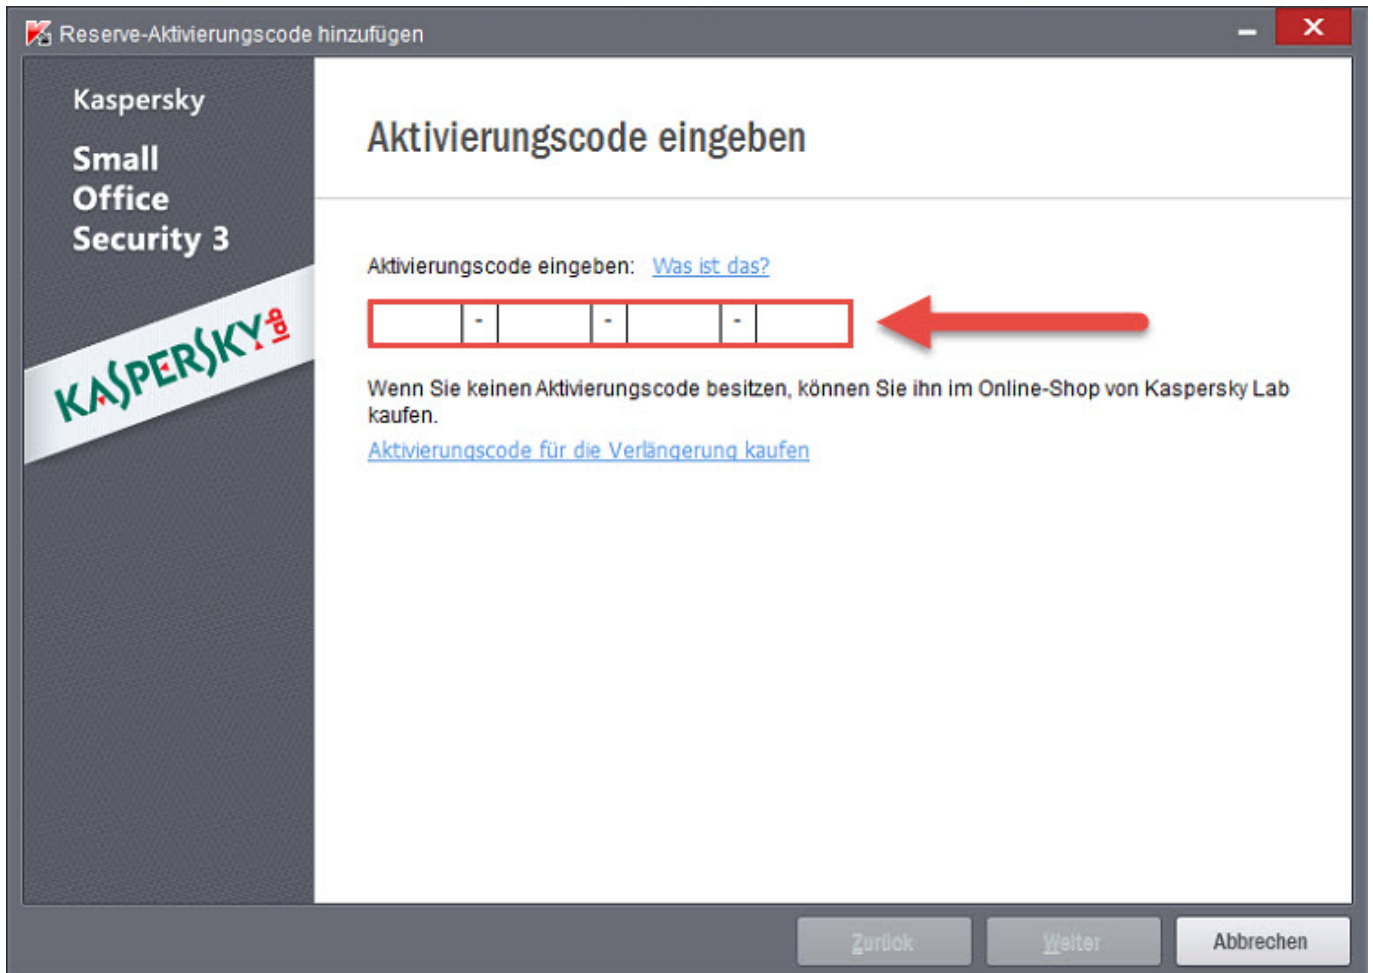 Reserve-Aktivierungscode hinzufügen
Kaspersky
Small
Office
Security 3
KASPERSKY lab
Aktivierungscode eingeben
Aktivierungscode eingeben: Was ist das?
- - -
Wenn Sie keinen Aktivierungscode besitzen, können Sie ihn im Online-Shop von Kaspersky Lab
kaufen.
Aktivierungscode für die Verlängerung kaufen
Zurück Weiter Abbrechen